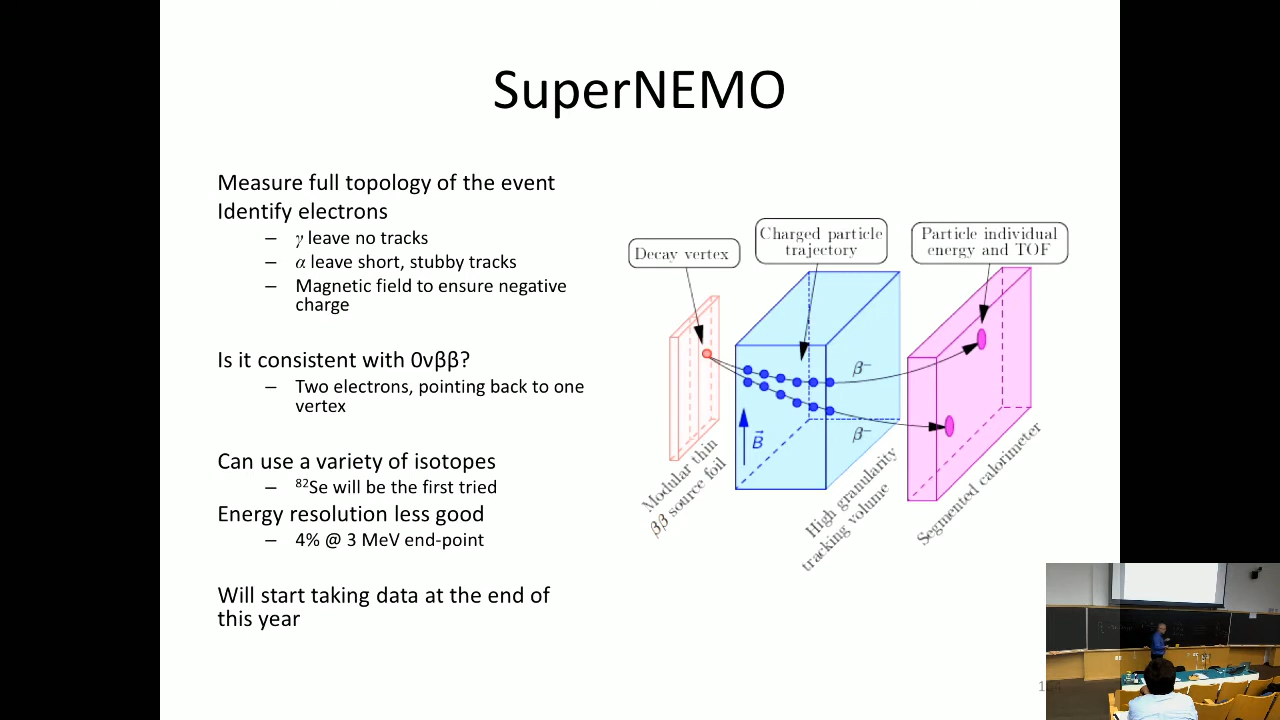 SuperNEMO
Measure full topology of the event
Identify electrons
– γ leave no tracks
– α leave short, stubby tracks
– Magnetic field to ensure negative
charge
Is it consistent with 0νββ?
– Two electrons, pointing back to one
vertex
Can use a variety of isotopes
– ⁸²Se will be the first tried
Energy resolution less good
– 4% @ 3 MeV end-point
Will start taking data at the end of
this year
Decay vertex
Charged particle
trajectory
Particle individual
energy and TOF
β⁻
β⁻
B⃗
Modular thin
ββ source foil
High granularity
tracking volume
Segmented calorimeter